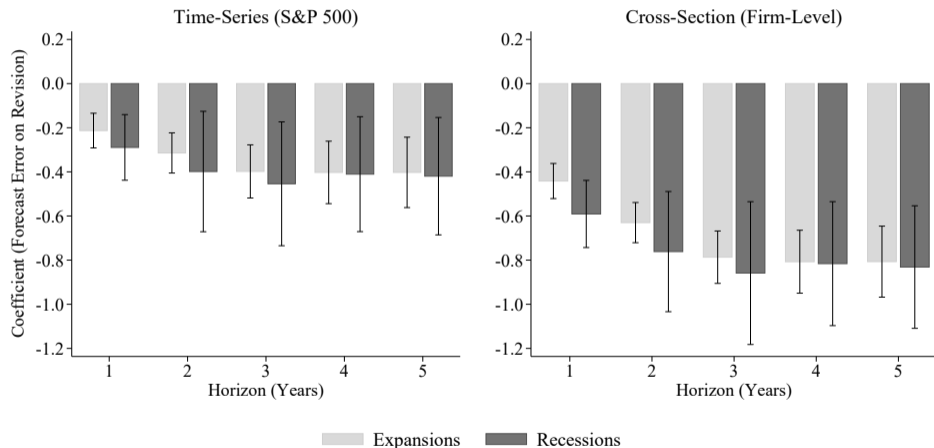 Time-Series (S&P 500)
Coefficient (Forecast Error on Revision)
0.2
0.0
-0.2
-0.4
-0.6
-0.8
-1.0
-1.2
1 2 3 4 5
Horizon (Years)
Cross-Section (Firm-Level)
0.2
0.0
-0.2
-0.4
-0.6
-0.8
-1.0
-1.2
1 2 3 4 5
Horizon (Years)
Expansions Recessions